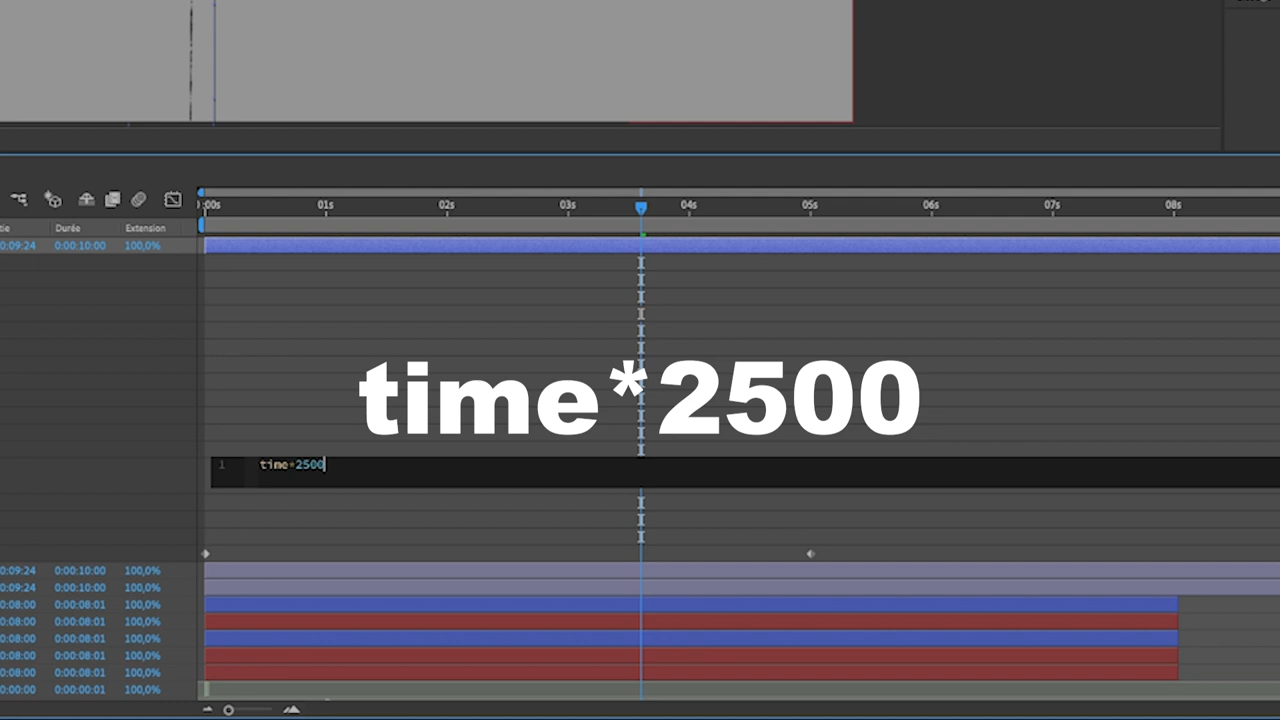 :00s 01s 02s 03s 04s 05s 06s 07s 08s
tie Durée Extension
0:09:24 0:00:10:00 100,0%
time*2500
1 time*2500
0:09:24 0:00:10:00 100,0%
0:09:24 0:00:10:00 100,0%
0:08:00 0:00:08:01 100,0%
0:08:00 0:00:08:01 100,0%
0:08:00 0:00:08:01 100,0%
0:08:00 0:00:08:01 100,0%
0:08:00 0:00:08:01 100,0%
0:00:00 0:00:00:01 100,0%